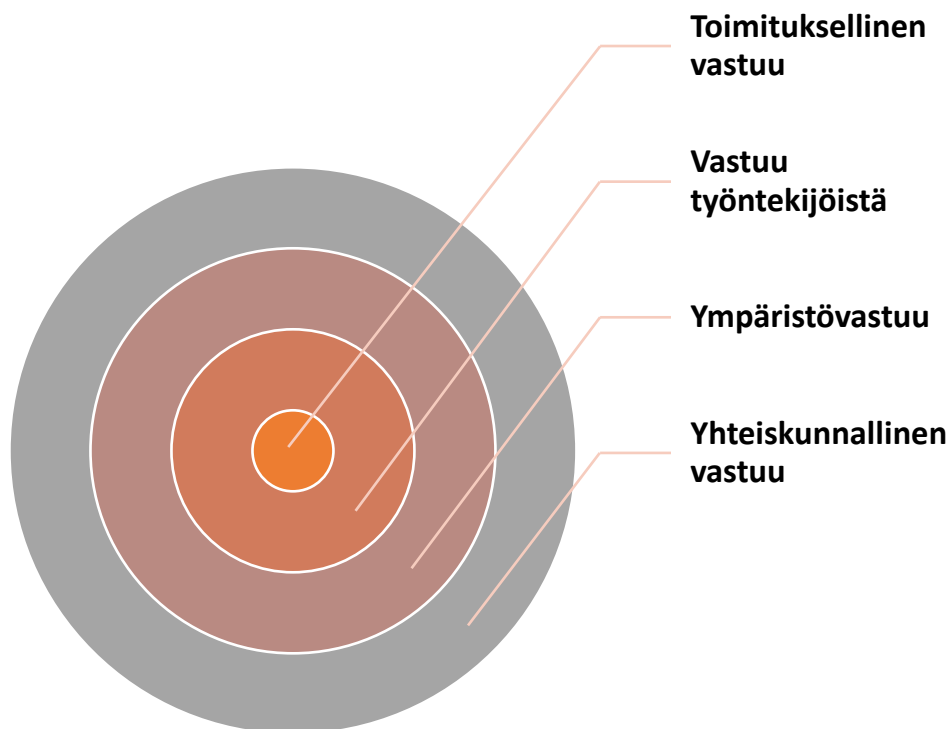 Toimituksellinen
vastuu
Vastuu
työntekijöistä
Ympäristövastuu
Yhteiskunnallinen
vastuu